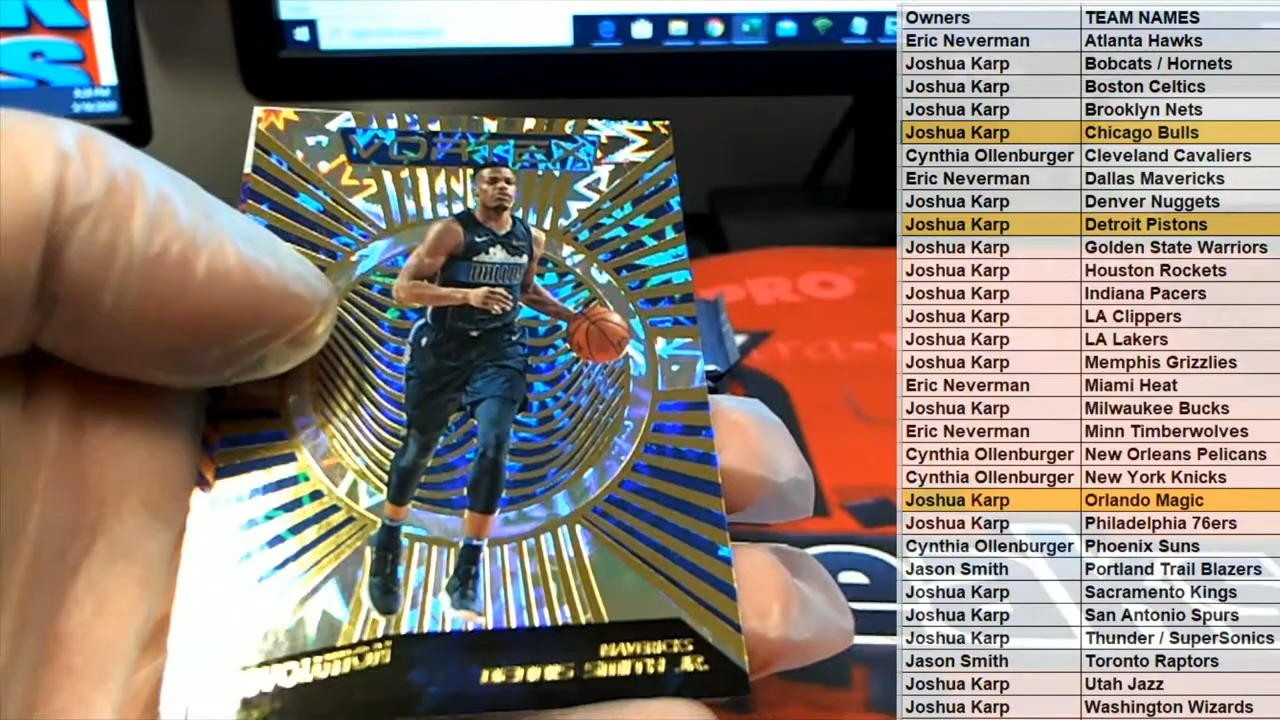 Owners TEAM NAMES
Eric Neverman Atlanta Hawks
Joshua Karp Bobcats / Hornets
Joshua Karp Boston Celtics
Joshua Karp Brooklyn Nets
Joshua Karp Chicago Bulls
Cynthia Ollenburger Cleveland Cavaliers
Eric Neverman Dallas Mavericks
Joshua Karp Denver Nuggets
Joshua Karp Detroit Pistons
Joshua Karp Golden State Warriors
Joshua Karp Houston Rockets
Joshua Karp Indiana Pacers
Joshua Karp LA Clippers
Joshua Karp LA Lakers
Joshua Karp Memphis Grizzlies
Eric Neverman Miami Heat
Joshua Karp Milwaukee Bucks
Eric Neverman Minn Timberwolves
Cynthia Ollenburger New Orleans Pelicans
Cynthia Ollenburger New York Knicks
Joshua Karp Orlando Magic
Joshua Karp Philadelphia 76ers
Cynthia Ollenburger Phoenix Suns
Jason Smith Portland Trail Blazers
Joshua Karp Sacramento Kings
Joshua Karp San Antonio Spurs
Joshua Karp Thunder / SuperSonics
Jason Smith Toronto Raptors
Joshua Karp Utah Jazz
Joshua Karp Washington Wizards
VORTEX
DALLAS
MAVERICKS
DENNIS SMITH JR.
PRO